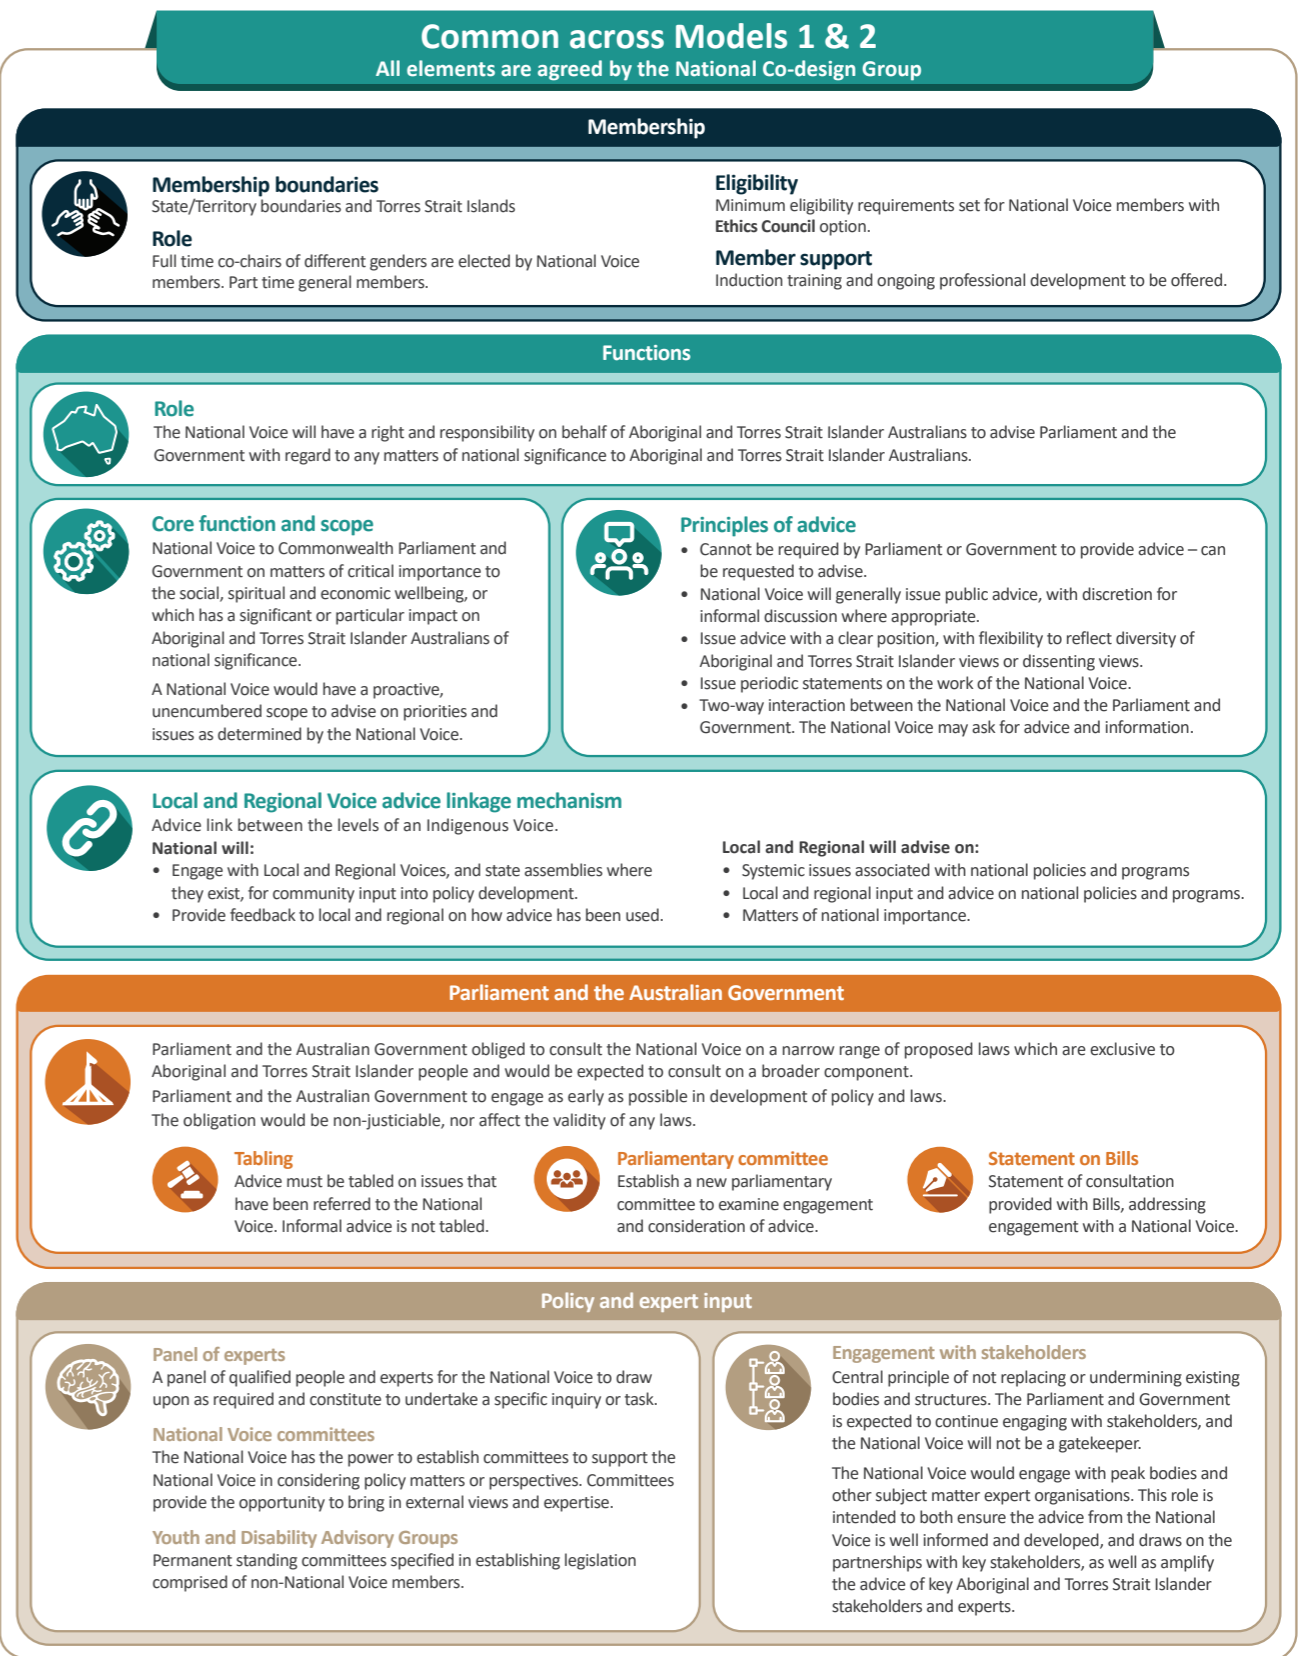 Common across Models 1 & 2
All elements are agreed by the National Co-design Group
Membership
Membership boundaries
State/Territory boundaries and Torres Strait Islands
Role
Full time co-chairs of different genders are elected by National Voice
members. Part time general members.
Eligibility
Minimum eligibility requirements set for National Voice members with
Ethics Council option.
Member support
Induction training and ongoing professional development to be offered.
Functions
Role
The National Voice will have a right and responsibility on behalf of Aboriginal and Torres Strait Islander Australians to advise Parliament and the
Government with regard to any matters of national significance to Aboriginal and Torres Strait Islander Australians.
Core function and scope
National Voice to Commonwealth Parliament and
Government on matters of critical importance to
the social, spiritual and economic wellbeing, or
which has a significant or particular impact on
Aboriginal and Torres Strait Islander Australians of
national significance.
A National Voice would have a proactive,
unencumbered scope to advise on priorities and
issues as determined by the National Voice.
Principles of advice
• Cannot be required by Parliament or Government to provide advice – can
be requested to advise.
• National Voice will generally issue public advice, with discretion for
informal discussion where appropriate.
• Issue advice with a clear position, with flexibility to reflect diversity of
Aboriginal and Torres Strait Islander views or dissenting views.
• Issue periodic statements on the work of the National Voice.
• Two-way interaction between the National Voice and the Parliament and
Government. The National Voice may ask for advice and information.
Local and Regional Voice advice linkage mechanism
Advice link between the levels of an Indigenous Voice.
National will:
• Engage with Local and Regional Voices, and state assemblies where
they exist, for community input into policy development.
• Provide feedback to local and regional on how advice has been used.
Local and Regional will advise on:
• Systemic issues associated with national policies and programs
• Local and regional input and advice on national policies and programs.
• Matters of national importance.
Parliament and the Australian Government
Parliament and the Australian Government obliged to consult the National Voice on a narrow range of proposed laws which are exclusive to
Aboriginal and Torres Strait Islander people and would be expected to consult on a broader component.
Parliament and the Australian Government to engage as early as possible in development of policy and laws.
The obligation would be non-justiciable, nor affect the validity of any laws.
Tabling
Advice must be tabled on issues that
have been referred to the National
Voice. Informal advice is not tabled.
Parliamentary committee
Establish a new parliamentary
committee to examine engagement
and consideration of advice.
Statement on Bills
Statement of consultation
provided with Bills, addressing
engagement with a National Voice.
Policy and expert input
Panel of experts
A panel of qualified people and experts for the National Voice to draw
upon as required and constitute to undertake a specific inquiry or task.
National Voice committees
The National Voice has the power to establish committees to support the
National Voice in considering policy matters or perspectives. Committees
provide the opportunity to bring in external views and expertise.
Youth and Disability Advisory Groups
Permanent standing committees specified in establishing legislation
comprised of non-National Voice members.
Engagement with stakeholders
Central principle of not replacing or undermining existing
bodies and structures. The Parliament and Government
is expected to continue engaging with stakeholders, and
the National Voice will not be a gatekeeper.
The National Voice would engage with peak bodies and
other subject matter expert organisations. This role is
intended to both ensure the advice from the National
Voice is well informed and developed, and draws on the
partnerships with key stakeholders, as well as amplify
the advice of key Aboriginal and Torres Strait Islander
stakeholders and experts.